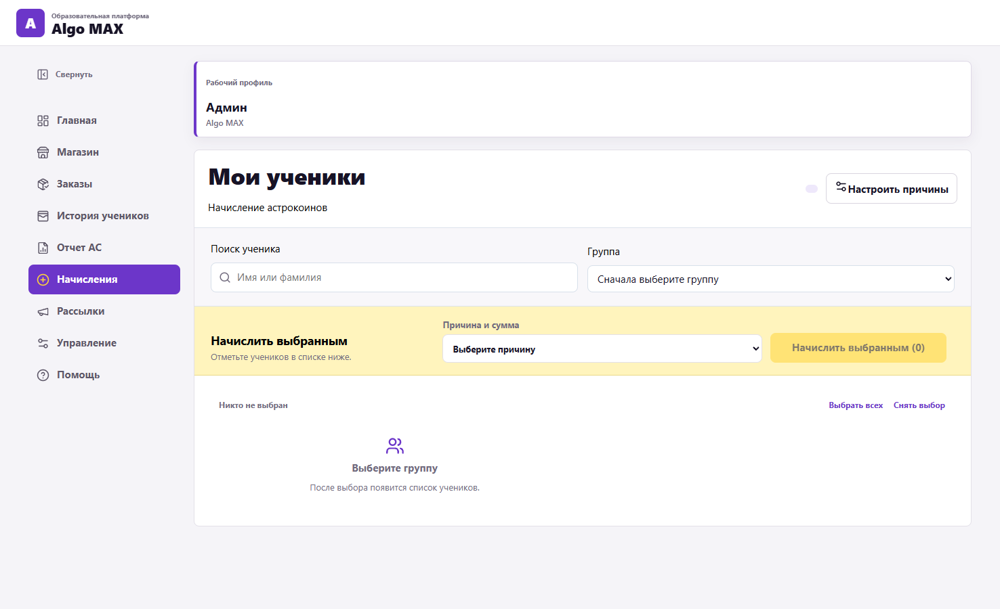 A
Образовательная платформа
Algo MAX
Свернуть
Главная
Магазин
Заказы
История учеников
Отчет АС
Начисления
Рассылки
Управление
Помощь
Рабочий профиль
Админ
Algo MAX
Мои ученики
Начисление астрокоинов
Настроить причины
Поиск ученика
Имя или фамилия
Группа
Сначала выберите группу
Начислить выбранным
Отметьте учеников в списке ниже.
Причина и сумма
Выберите причину
Начислить выбранным (0)
Никто не выбран
Выбрать всех
Снять выбор
Выберите группу
После выбора появится список учеников.